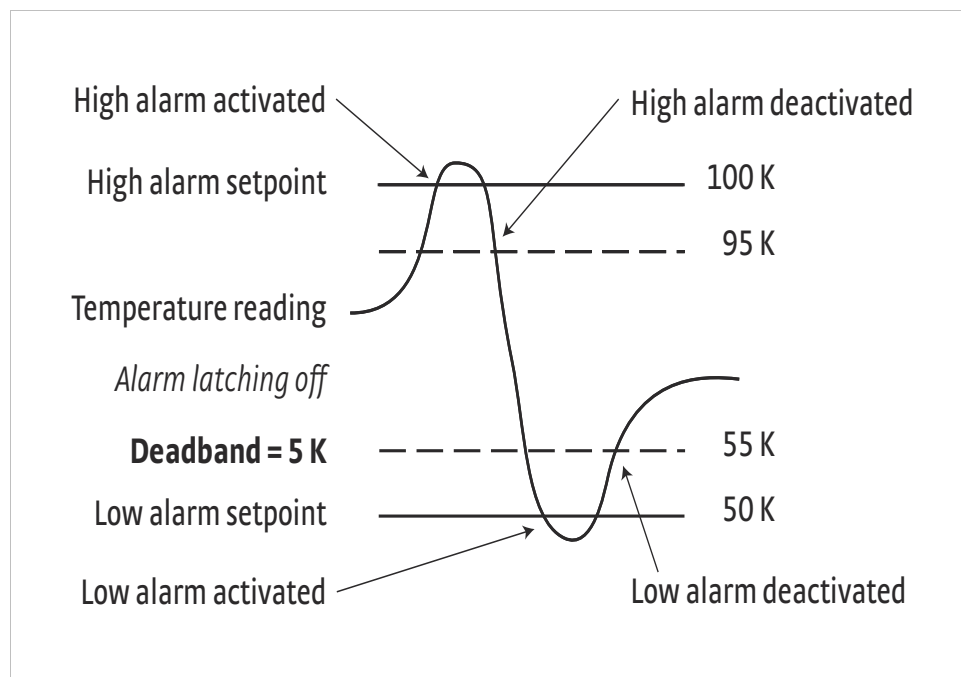 High alarm activated
High alarm deactivated
High alarm setpoint
100 K
95 K
Temperature reading
Alarm latching off
Deadband = 5 K
55 K
Low alarm setpoint
50 K
Low alarm activated
Low alarm deactivated